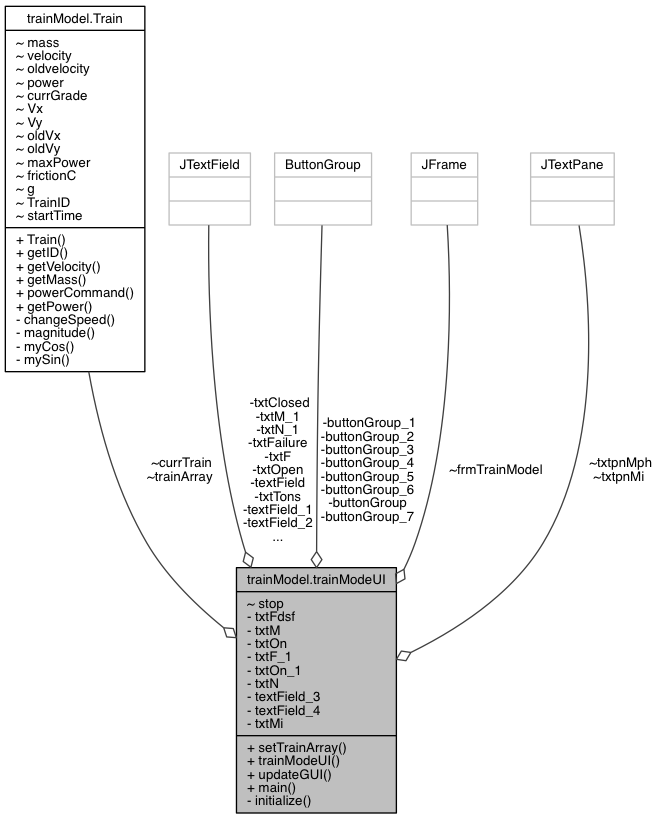 trainModel.Train
~ mass
~ velocity
~ oldvelocity
~ power
~ currGrade
~ Vx
~ Vy
~ oldVx
~ oldVy
~ maxPower
~ frictionC
~ g
~ TrainID
~ startTime
+ Train()
+ getID()
+ getVelocity()
+ getMass()
+ powerCommand()
+ getPower()
- changeSpeed()
- magnitude()
- myCos()
- mySin()
JTextField
ButtonGroup
JFrame
JTextPane
~currTrain
~trainArray
-txtClosed
-txtM_1
-txtN_1
-txtFailure
-txtF
-txtOpen
-textField
-txtTons
-textField_1
-textField_2
...
-buttonGroup_1
-buttonGroup_2
-buttonGroup_3
-buttonGroup_4
-buttonGroup_5
-buttonGroup_6
-buttonGroup
-buttonGroup_7
~frmTrainModel
~txtpnMph
~txtpnMi
trainModel.trainModeUI
~ stop
- txtFdsf
- txtM
- txtOn
- txtF_1
- txtOn_1
- txtN
- textField_3
- textField_4
- txtMi
+ setTrainArray()
+ trainModeUI()
+ updateGUI()
+ main()
- initialize()